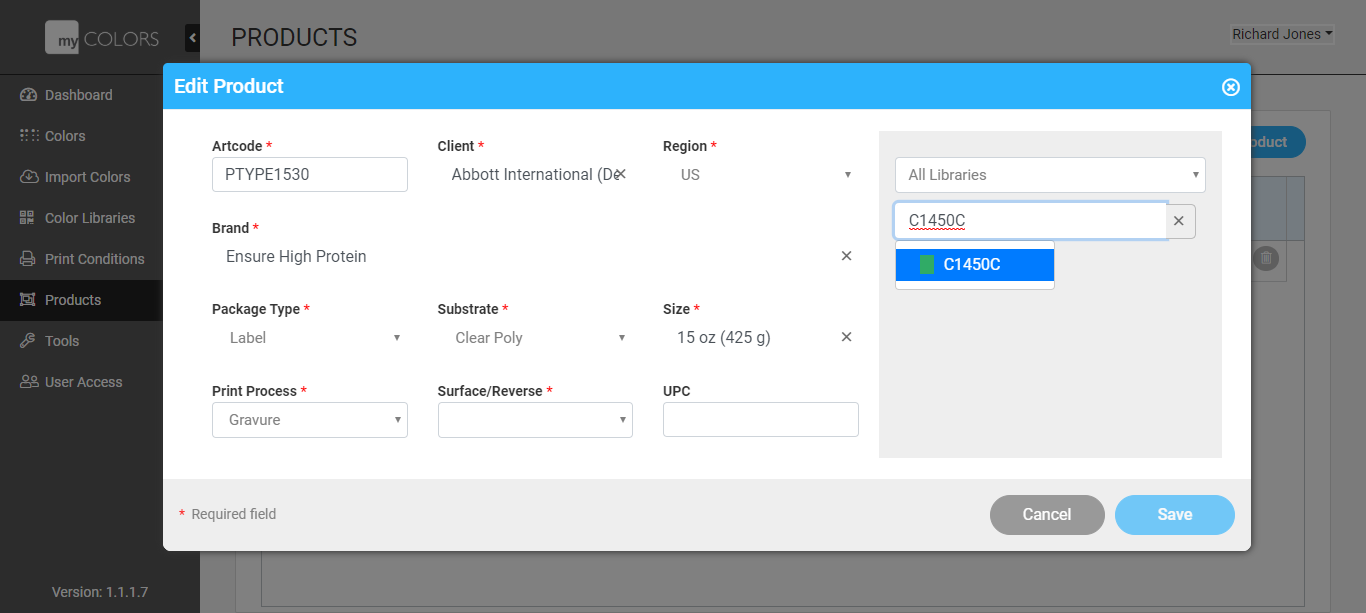 my COLORS
PRODUCTS
Richard Jones
Dashboard
Colors
Import Colors
Color Libraries
Print Conditions
Products
Tools
User Access
Version: 1.1.1.7
Edit Product
Artcode *
PTYPE1530
Client *
Abbott International (De
Region *
US
Brand *
Ensure High Protein
Package Type *
Label
Substrate *
Clear Poly
Size *
15 oz (425 g)
Print Process *
Gravure
Surface/Reverse *
UPC
All Libraries
C1450C
C1450C
oduct
* Required field
Cancel
Save